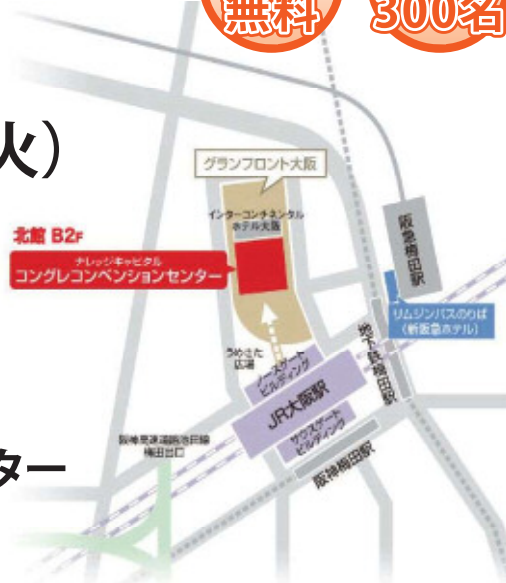 無料
300名
火）
グランフロント大阪
インターコンチネンタル
ホテル大阪
北館 B2F
ナレッジキャピタル
コングレコンベンションセンター
阪急梅田駅
リムジンバスのりば
（新阪急ホテル）
地下鉄梅田駅
うめきた
広場
ノースゲート
ビルディング
JR大阪駅
サウスゲート
ビルディング
阪神高速道路池田線
梅田出口
阪神梅田駅
ター